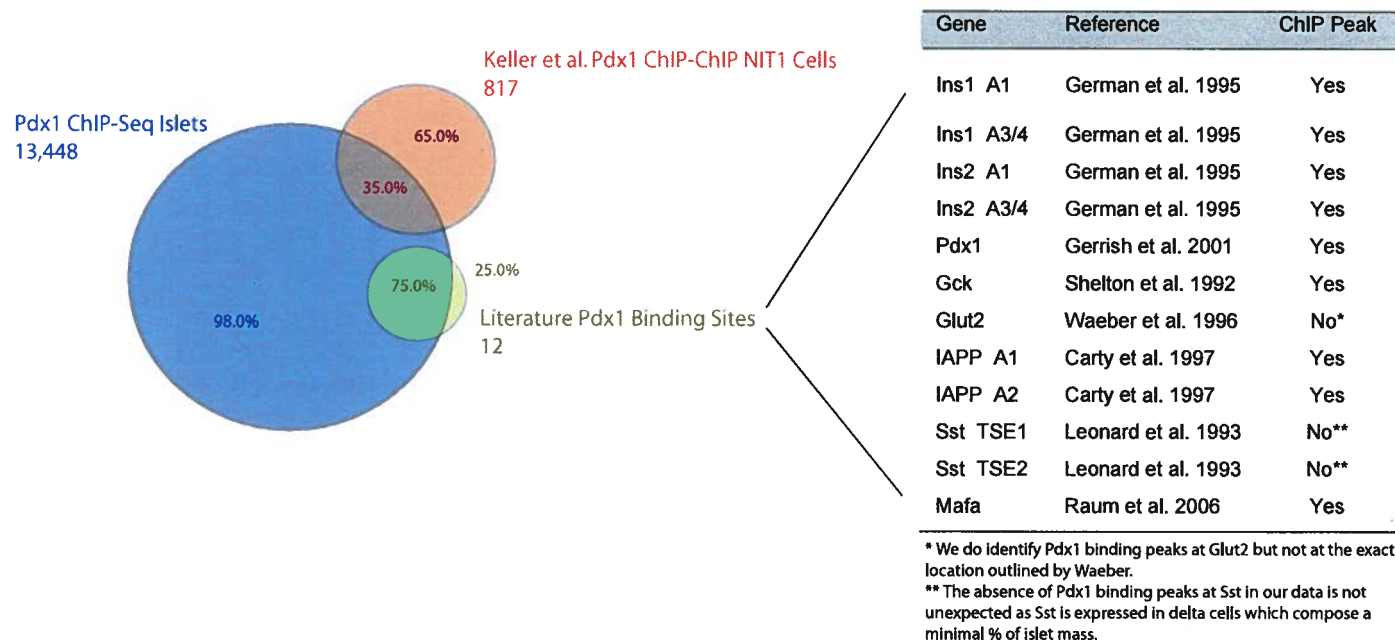 Keller et al. Pdx1 ChIP-ChIP NIT1 Cells
817
Pdx1 ChIP-Seq Islets
13,448
65.0%
35.0%
25.0%
75.0%
98.0%
Literature Pdx1 Binding Sites
12
Gene Reference ChIP Peak
Ins1 A1 German et al. 1995 Yes
Ins1 A3/4 German et al. 1995 Yes
Ins2 A1 German et al. 1995 Yes
Ins2 A3/4 German et al. 1995 Yes
Pdx1 Gerrish et al. 2001 Yes
Gck Shelton et al. 1992 Yes
Glut2 Waeber et al. 1996 No*
IAPP A1 Carty et al. 1997 Yes
IAPP A2 Carty et al. 1997 Yes
Sst TSE1 Leonard et al. 1993 No**
Sst TSE2 Leonard et al. 1993 No**
Mafa Raum et al. 2006 Yes
* We do identify Pdx1 binding peaks at Glut2 but not at the exact
location outlined by Waeber.
** The absence of Pdx1 binding peaks at Sst in our data is not
unexpected as Sst is expressed in delta cells which compose a
minimal % of islet mass.